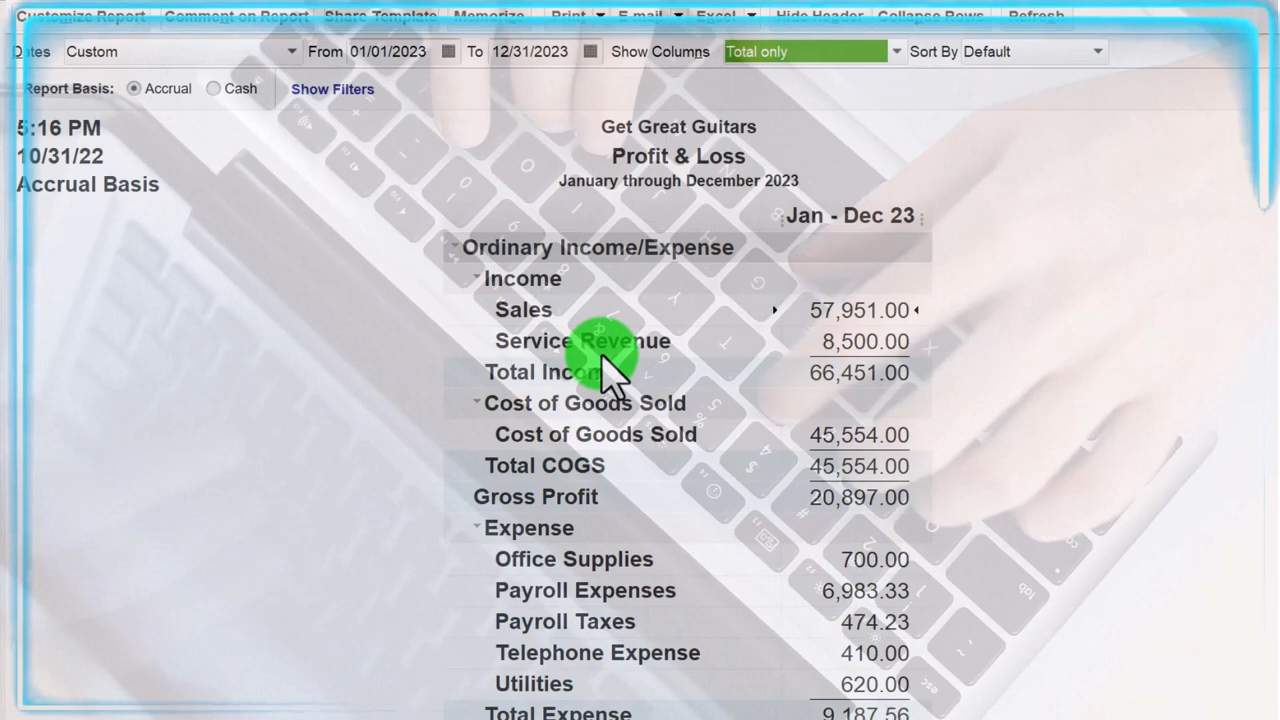 Customize Report Comment on Report Share Template Memorize Print E-mail Excel Hide Header Collapse Rows Refresh
Dates Custom From 01/01/2023 To 12/31/2023 Show Columns Total only Sort By Default
Report Basis: Accrual Cash Show Filters
5:16 PM
10/31/22
Accrual Basis
Get Great Guitars
Profit & Loss
January through December 2023
Jan - Dec 23
Ordinary Income/Expense
Income
Sales 57,951.00
Service Revenue 8,500.00
Total Income 66,451.00
Cost of Goods Sold
Cost of Goods Sold 45,554.00
Total COGS 45,554.00
Gross Profit 20,897.00
Expense
Office Supplies 700.00
Payroll Expenses 6,983.33
Payroll Taxes 474.23
Telephone Expense 410.00
Utilities 620.00
Total Expense 9,187.56